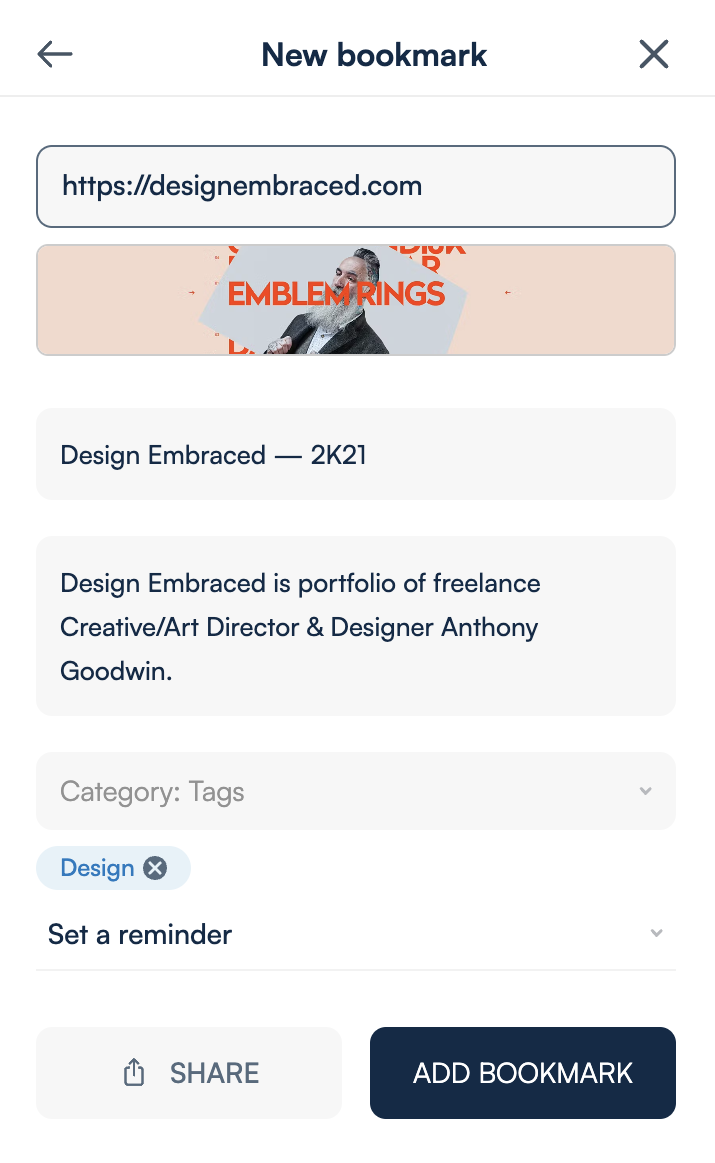 New bookmark
https://designembraced.com
EMBLEM RINGS
Design Embraced — 2K21
Design Embraced is portfolio of freelance
Creative/Art Director & Designer Anthony
Goodwin.
Category: Tags
Design
Set a reminder
SHARE
ADD BOOKMARK